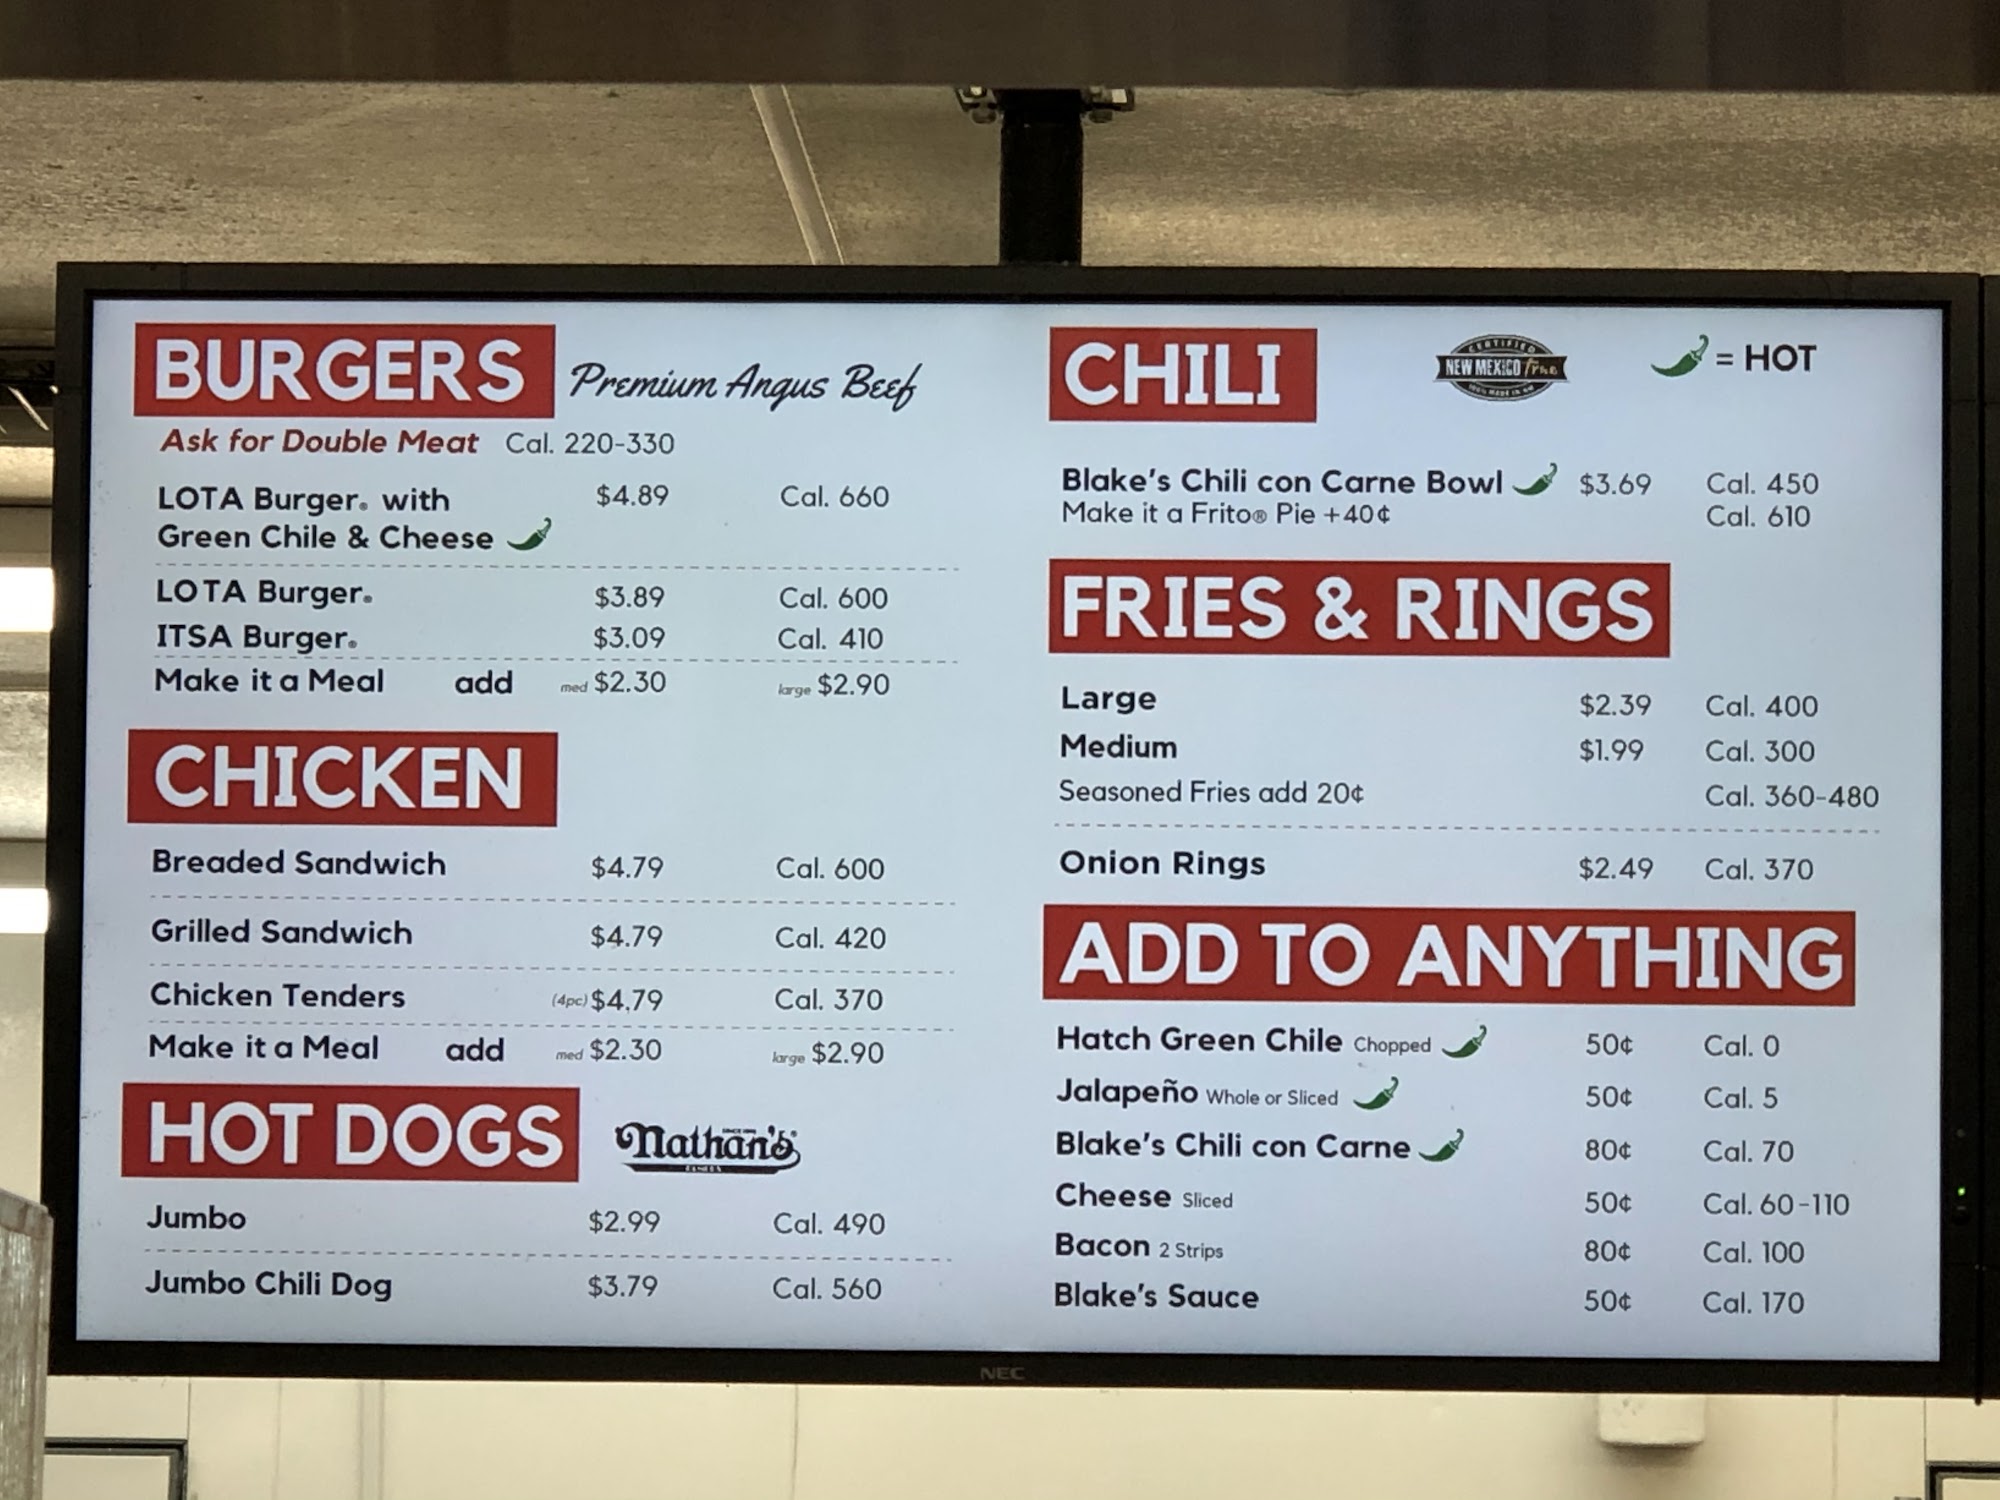 BURGERS Premium Angus Beef
Ask for Double Meat Cal. 220-330
LOTA Burger® with $4.89 Cal. 660
Green Chile & Cheese
LOTA Burger® $3.89 Cal. 600
ITSA Burger® $3.09 Cal. 410
Make it a Meal add med $2.30 large $2.90
CHICKEN
Breaded Sandwich $4.79 Cal. 600
Grilled Sandwich $4.79 Cal. 420
Chicken Tenders (4pc) $4.79 Cal. 370
Make it a Meal add med $2.30 large $2.90
HOT DOGS Nathan's
FAMOUS
Jumbo $2.99 Cal. 490
Jumbo Chili Dog $3.79 Cal. 560
CHILI
CERTIFIED
NEW MEXICO True
= HOT
Blake's Chili con Carne Bowl $3.69 Cal. 450
Make it a Frito® Pie +40¢ Cal. 610
FRIES & RINGS
Large $2.39 Cal. 400
Medium $1.99 Cal. 300
Seasoned Fries add 20¢ Cal. 360-480
Onion Rings $2.49 Cal. 370
ADD TO ANYTHING
Hatch Green Chile Chopped 50¢ Cal. 0
Jalapeño Whole or Sliced 50¢ Cal. 5
Blake's Chili con Carne 80¢ Cal. 70
Cheese Sliced 50¢ Cal. 60-110
Bacon 2 Strips 80¢ Cal. 100
Blake's Sauce 50¢ Cal. 170
NEC